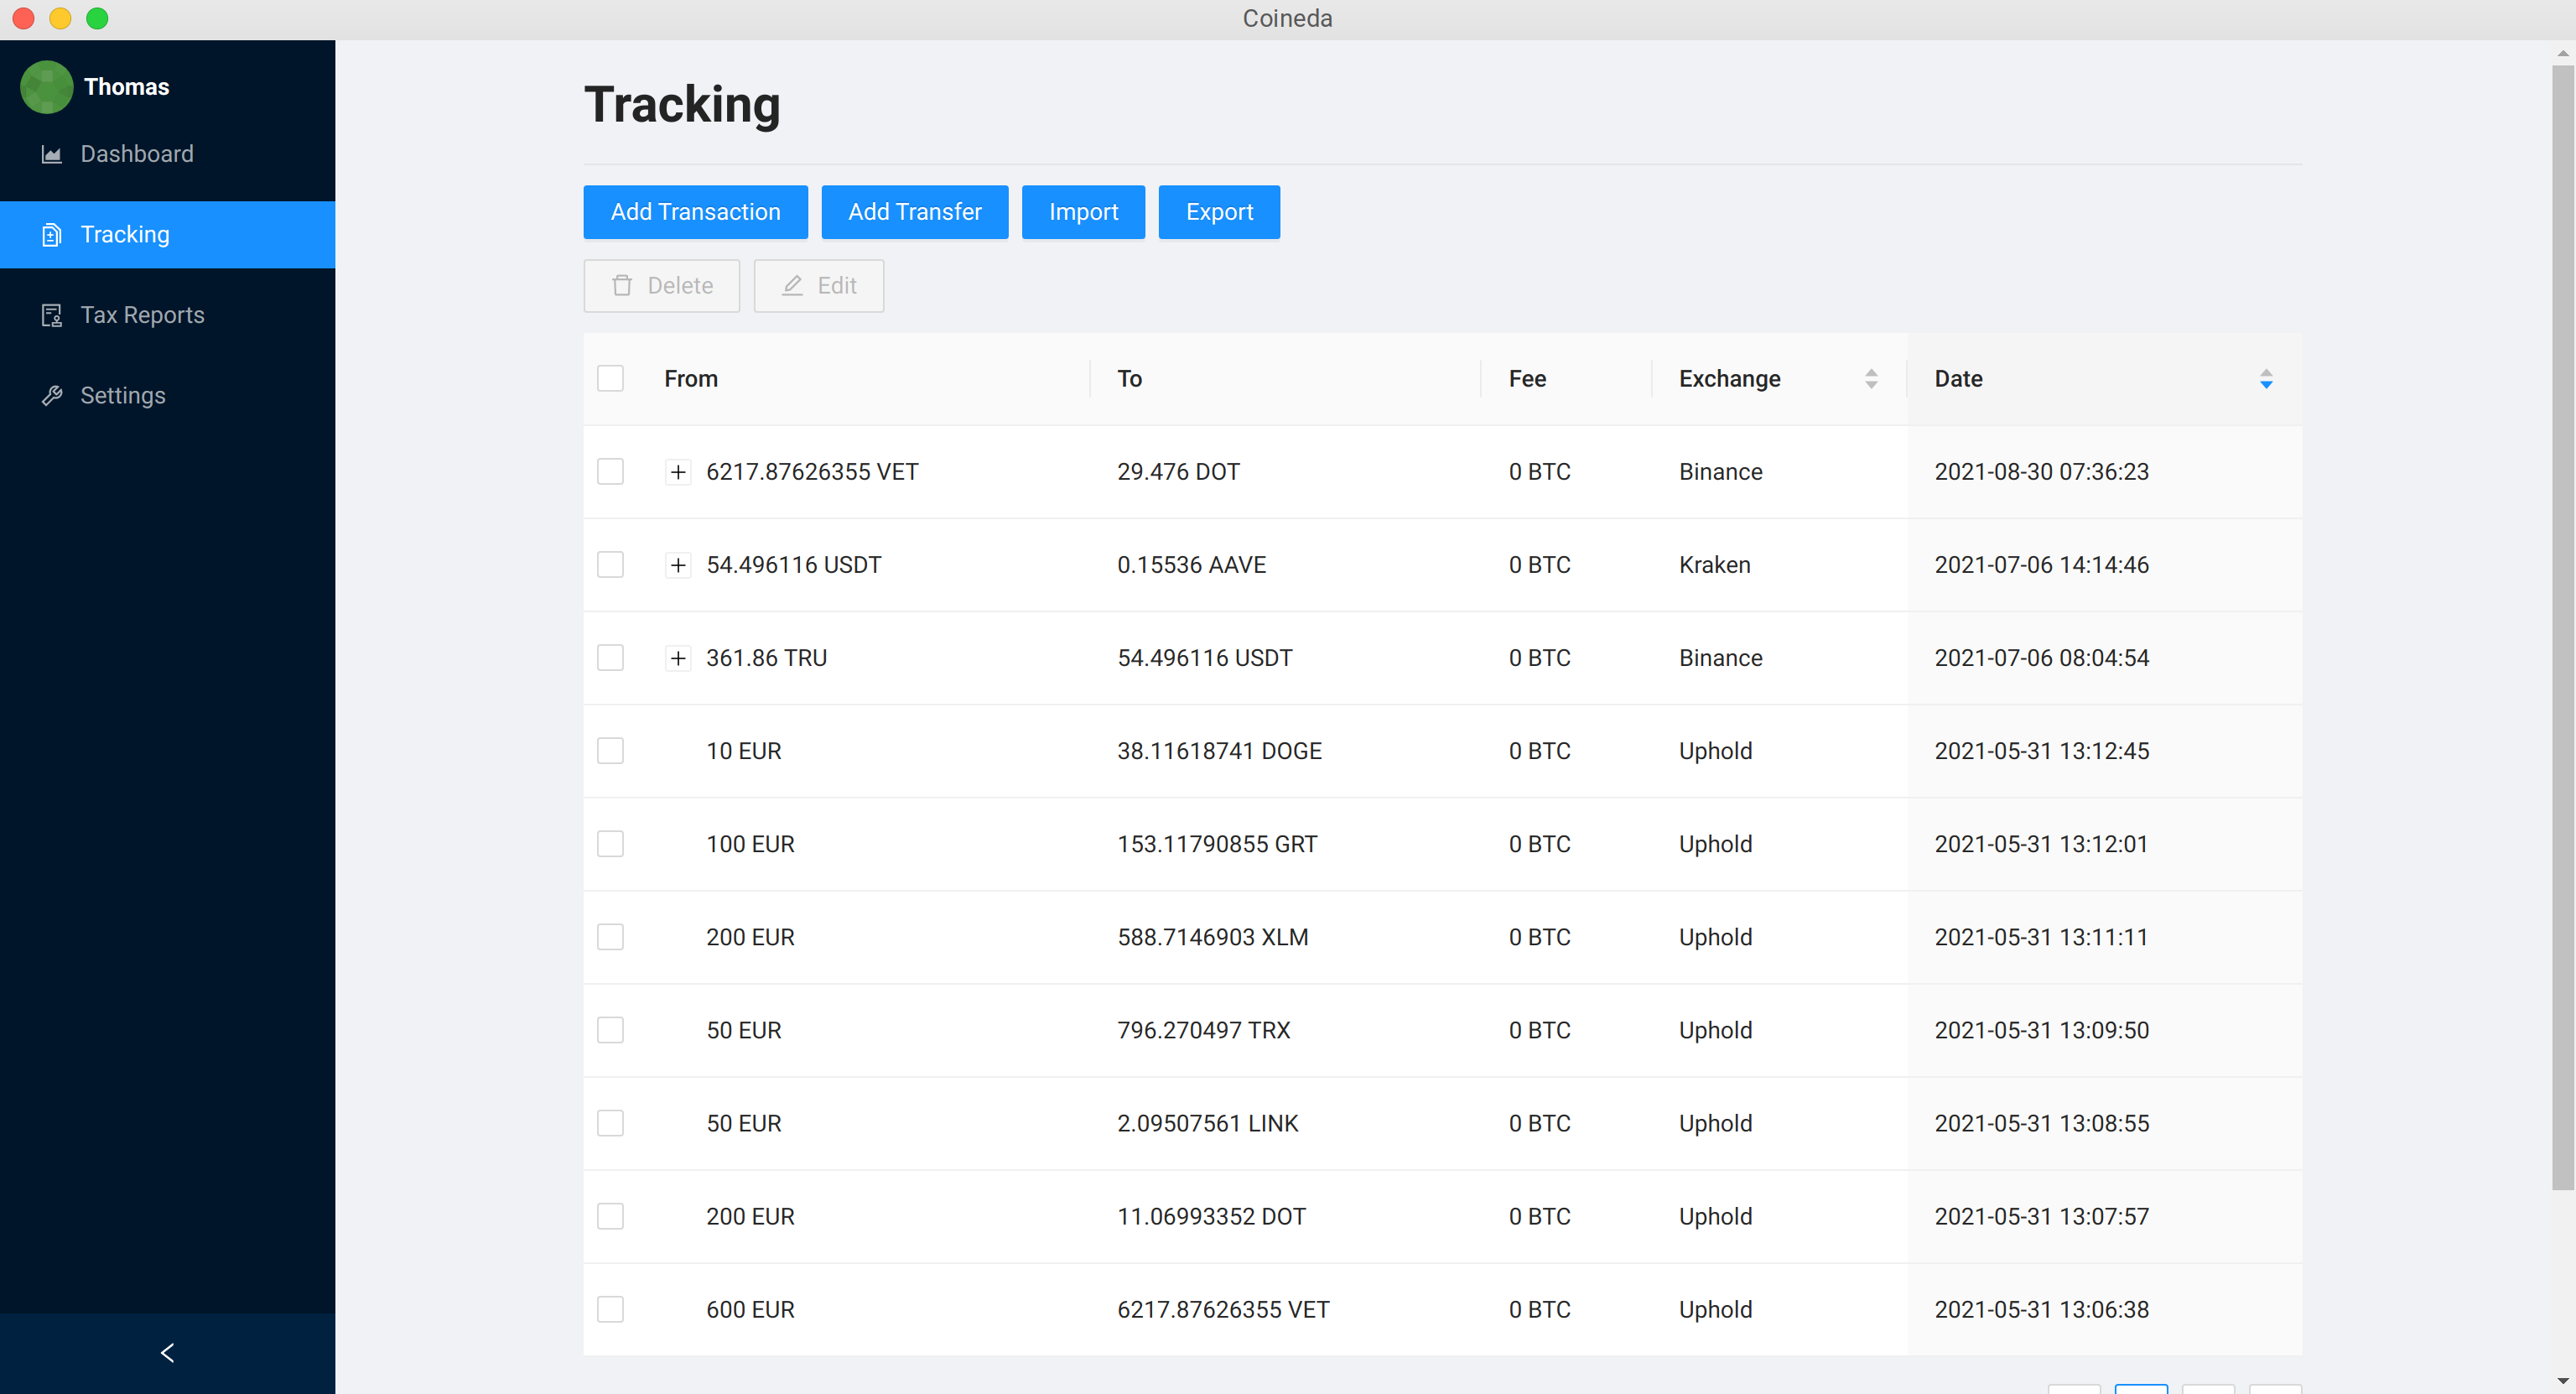 Coineda
Thomas
Dashboard
Tracking
Tax Reports
Settings
Tracking
Add Transaction Add Transfer Import Export
Delete Edit
From To Fee Exchange Date
6217.87626355 VET 29.476 DOT 0 BTC Binance 2021-08-30 07:36:23
54.496116 USDT 0.15536 AAVE 0 BTC Kraken 2021-07-06 14:14:46
361.86 TRU 54.496116 USDT 0 BTC Binance 2021-07-06 08:04:54
10 EUR 38.11618741 DOGE 0 BTC Uphold 2021-05-31 13:12:45
100 EUR 153.11790855 GRT 0 BTC Uphold 2021-05-31 13:12:01
200 EUR 588.7146903 XLM 0 BTC Uphold 2021-05-31 13:11:11
50 EUR 796.270497 TRX 0 BTC Uphold 2021-05-31 13:09:50
50 EUR 2.09507561 LINK 0 BTC Uphold 2021-05-31 13:08:55
200 EUR 11.06993352 DOT 0 BTC Uphold 2021-05-31 13:07:57
600 EUR 6217.87626355 VET 0 BTC Uphold 2021-05-31 13:06:38